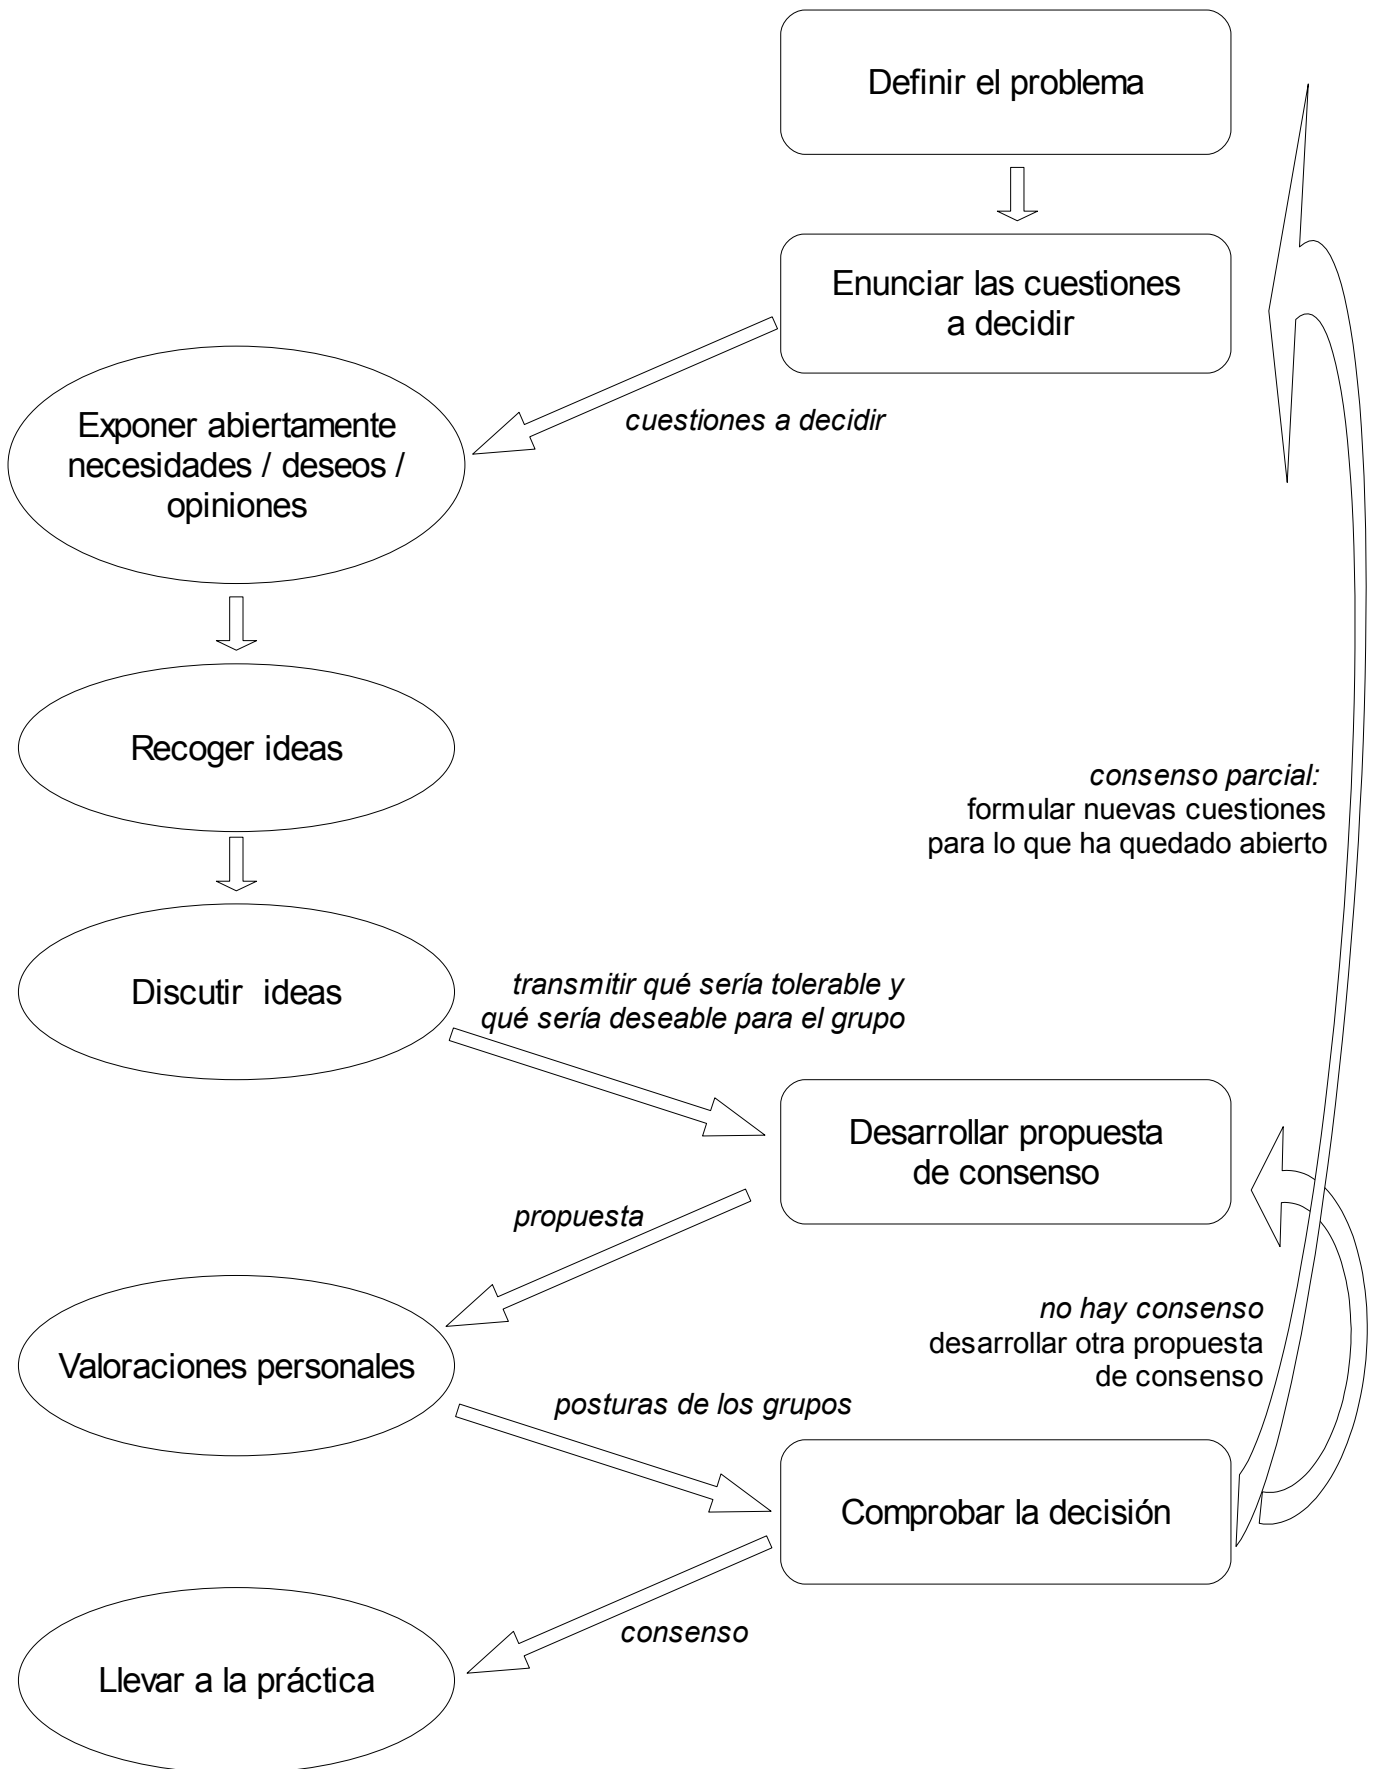 Definir el problema
Enunciar las cuestiones
a decidir
cuestiones a decidir
Exponer abiertamente
necesidades / deseos /
opiniones
Recoger ideas
consenso parcial:
formular nuevas cuestiones
para lo que ha quedado abierto
Discutir ideas
transmitir qué sería tolerable y
qué sería deseable para el grupo
Desarrollar propuesta
de consenso
propuesta
no hay consenso
desarrollar otra propuesta
de consenso
Valoraciones personales
posturas de los grupos
Comprobar la decisión
consenso
Llevar a la práctica